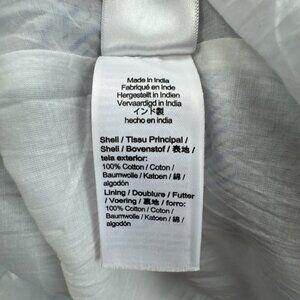 Made in India
Fabriqué en Inde
Hergestellt in Indien
Vervaardigd in India
インド製
hecho en india
Shell / Tissu Principal /
Shell / Bovenstof / 表地 /
tela exterior:
100% Cotton / Coton /
Baumwolle / Katoen / 綿 /
algodón
Lining / Doublure / Futter
/ Voering / 裏地 / forro:
100% Cotton / Coton /
Baumwolle / Katoen / 綿 /
algodón